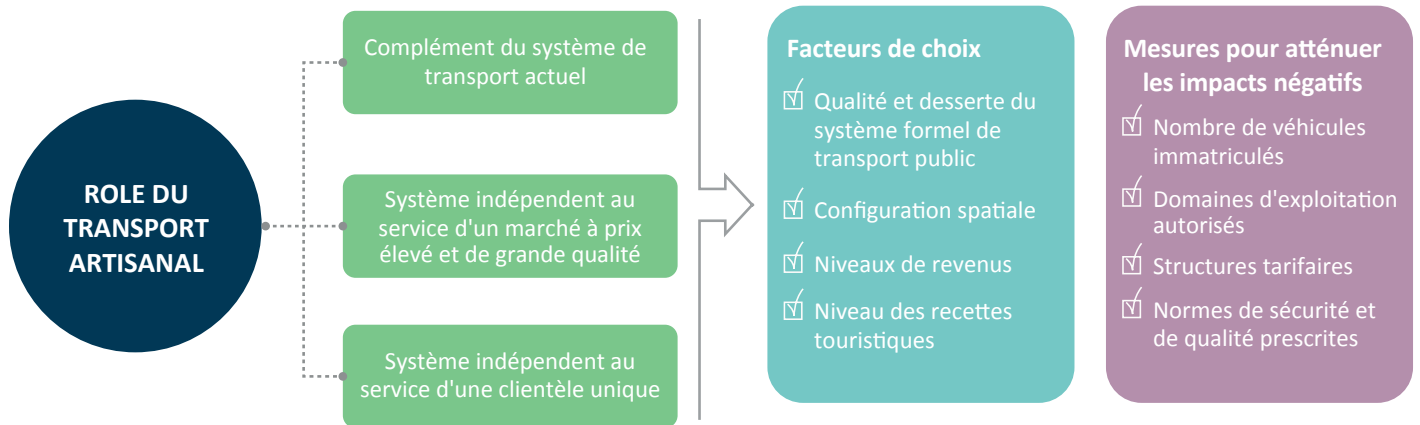 ROLE DU
TRANSPORT
ARTISANAL
Complément du système de
transport actuel
Système indépendant au
service d'un marché à prix
élevé et de grande qualité
Système indépendant au
service d'une clientèle unique
Facteurs de choix
Qualité et desserte du
système formel de
transport public
Configuration spatiale
Niveaux de revenus
Niveau des recettes
touristiques
Mesures pour atténuer
les impacts négatifs
Nombre de véhicules
immatriculés
Domaines d'exploitation
autorisés
Structures tarifaires
Normes de sécurité et
de qualité prescrites